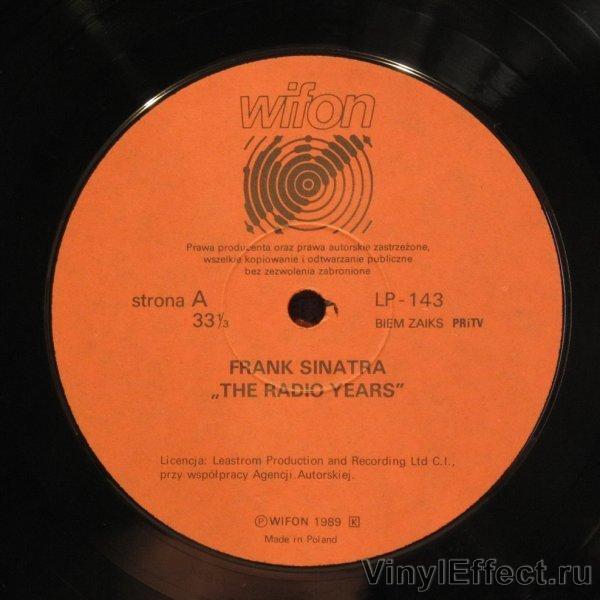 wifon
Prawa producenta oraz prawa autorskie zastrzeżone,
wszelkie kopiowanie i odtwarzanie publiczne
bez zezwolenia zabronione
strona A LP-143
33⅓ BIEM ZAIKS PRiTV
FRANK SINATRA
„THE RADIO YEARS”
Licencja: Leastrom Production and Recording Ltd C.I.,
przy współpracy Agencji Autorskiej.
Ⓟ WIFON 1989 K
Made in Poland
VinylEffect.ru